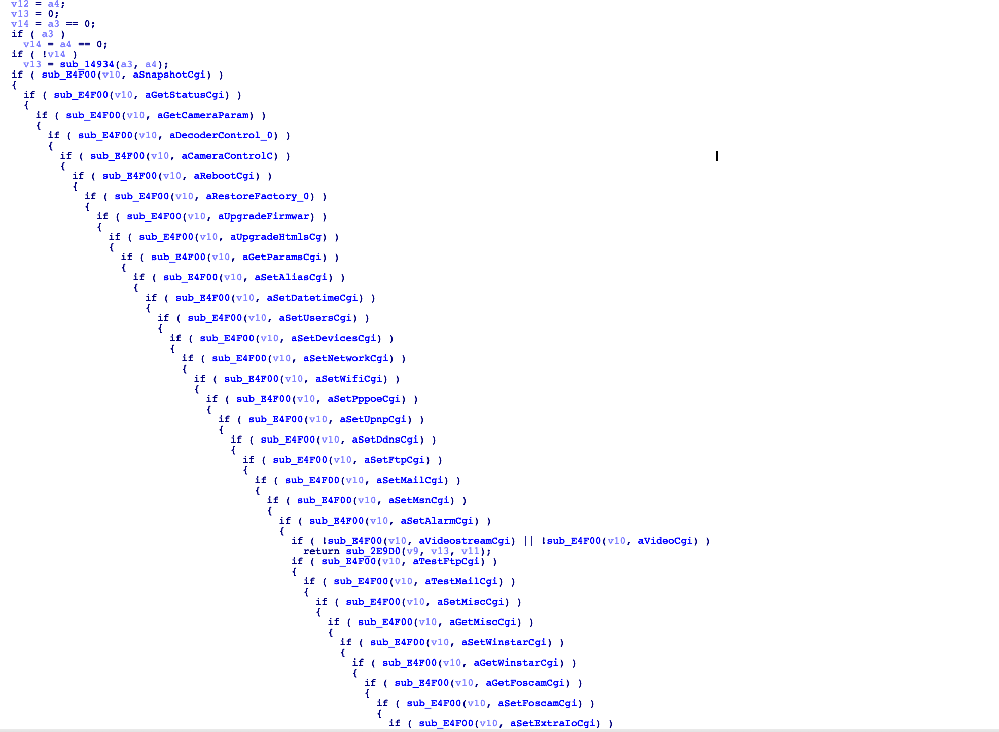 v12 = a4;
v13 = 0;
v14 = a3 == 0;
if ( a3 )
v14 = a4 == 0;
if ( !v14 )
v13 = sub_14934(a3, a4);
if ( sub_E4F00(v10, aSnapshotCgi) )
{
if ( sub_E4F00(v10, aGetStatusCgi) )
{
if ( sub_E4F00(v10, aGetCameraParam) )
{
if ( sub_E4F00(v10, aDecoderControl_0) )
{
if ( sub_E4F00(v10, aCameraControlC) )
{
if ( sub_E4F00(v10, aRebootCgi) )
{
if ( sub_E4F00(v10, aRestoreFactory_0) )
{
if ( sub_E4F00(v10, aUpgradeFirmwar) )
{
if ( sub_E4F00(v10, aUpgradeHtmlsCg) )
{
if ( sub_E4F00(v10, aGetParamsCgi) )
{
if ( sub_E4F00(v10, aSetAliasCgi) )
{
if ( sub_E4F00(v10, aSetDatetimeCgi) )
{
if ( sub_E4F00(v10, aSetUsersCgi) )
{
if ( sub_E4F00(v10, aSetDevicesCgi) )
{
if ( sub_E4F00(v10, aSetNetworkCgi) )
{
if ( sub_E4F00(v10, aSetWifiCgi) )
{
if ( sub_E4F00(v10, aSetPppoeCgi) )
{
if ( sub_E4F00(v10, aSetUpnpCgi) )
{
if ( sub_E4F00(v10, aSetDdnsCgi) )
{
if ( sub_E4F00(v10, aSetFtpCgi) )
{
if ( sub_E4F00(v10, aSetMailCgi) )
{
if ( sub_E4F00(v10, aSetMsnCgi) )
{
if ( sub_E4F00(v10, aSetAlarmCgi) )
{
if ( !sub_E4F00(v10, aVideostreamCgi) || !sub_E4F00(v10, aVideoCgi) )
return sub_2E9D0(v9, v13, v11);
if ( sub_E4F00(v10, aTestFtpCgi) )
{
if ( sub_E4F00(v10, aTestMailCgi) )
{
if ( sub_E4F00(v10, aSetMiscCgi) )
{
if ( sub_E4F00(v10, aGetMiscCgi) )
{
if ( sub_E4F00(v10, aSetWinstarCgi) )
{
if ( sub_E4F00(v10, aGetWinstarCgi) )
{
if ( sub_E4F00(v10, aGetFoscamCgi) )
{
if ( sub_E4F00(v10, aSetFoscamCgi) )
{
if ( sub_E4F00(v10, aSetExtraIoCgi) )